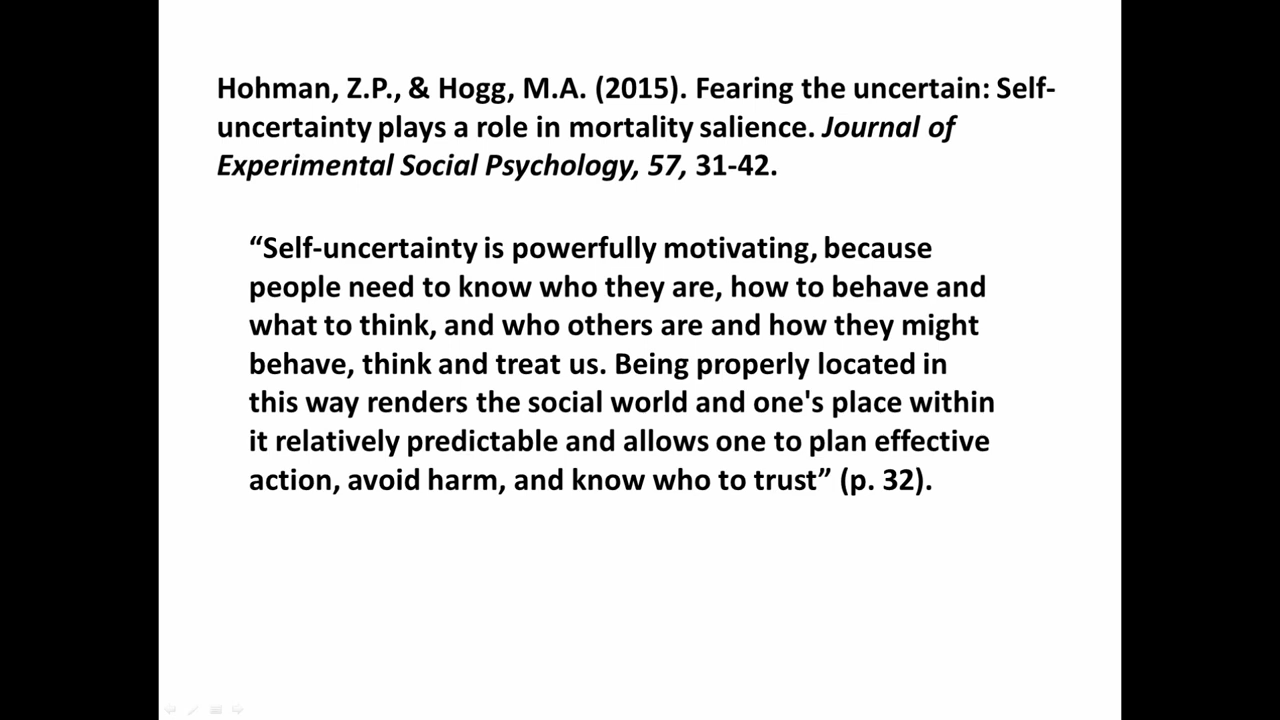 Hohman, Z.P., & Hogg, M.A. (2015). Fearing the uncertain: Self-
uncertainty plays a role in mortality salience. Journal of
Experimental Social Psychology, 57, 31-42.
“Self-uncertainty is powerfully motivating, because
people need to know who they are, how to behave and
what to think, and who others are and how they might
behave, think and treat us. Being properly located in
this way renders the social world and one's place within
it relatively predictable and allows one to plan effective
action, avoid harm, and know who to trust” (p. 32).